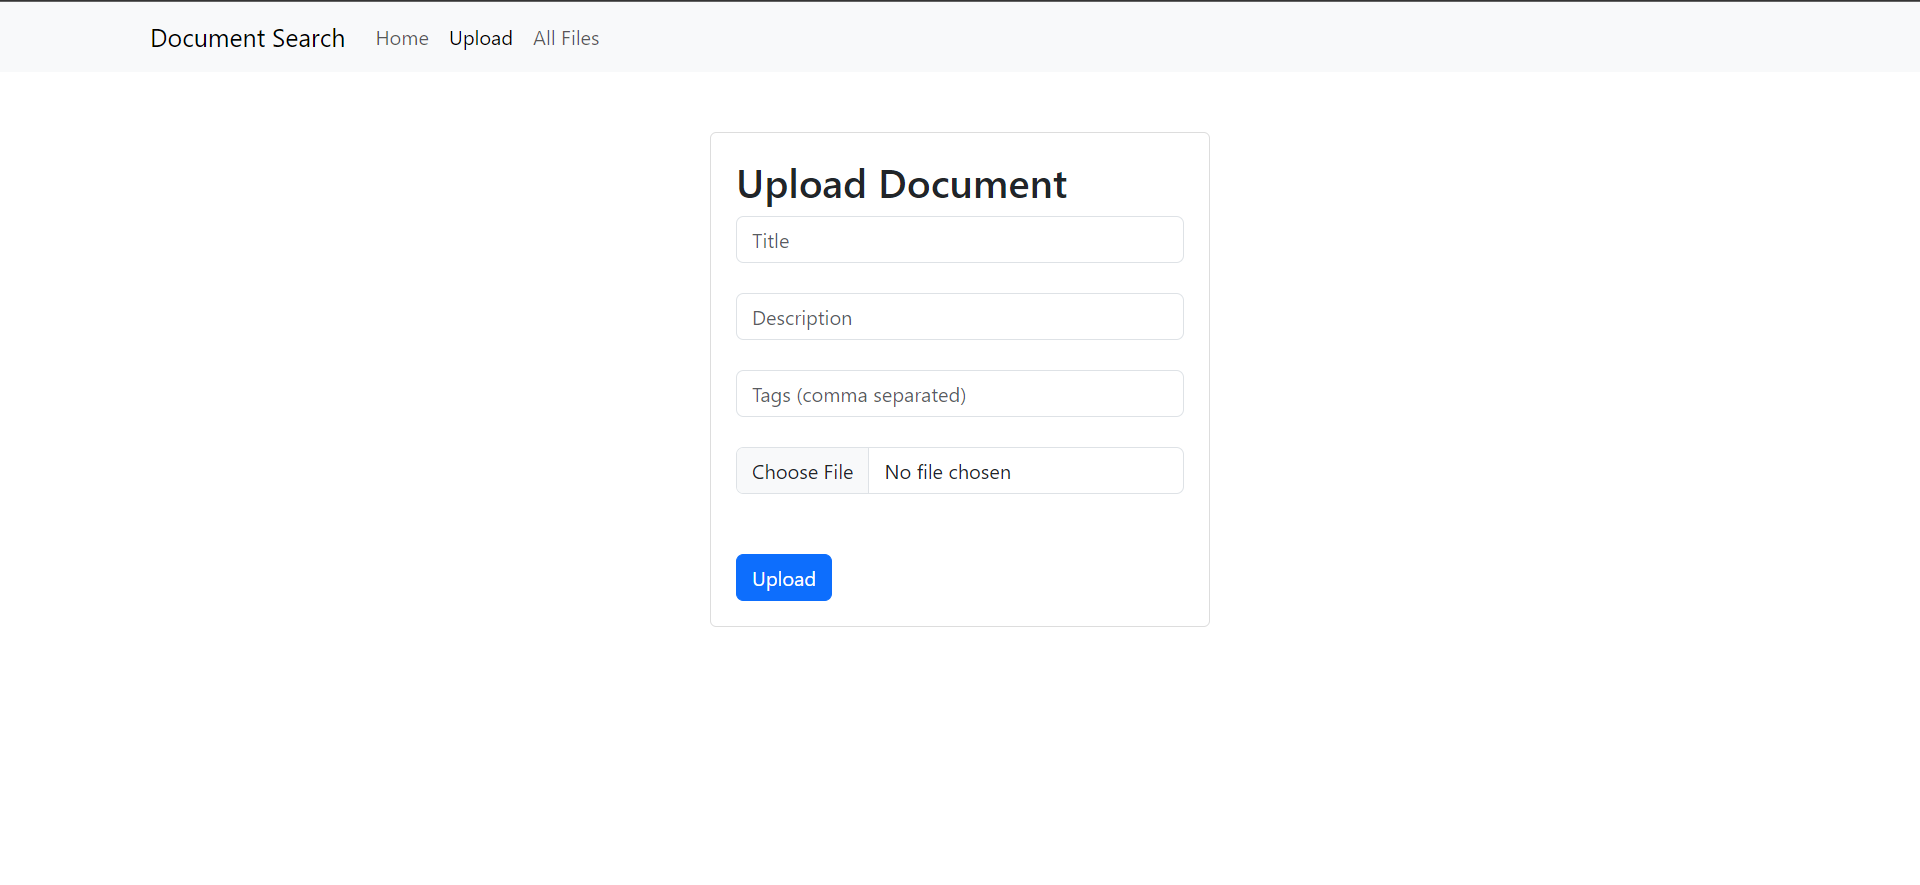 Document Search Home Upload All Files
Upload Document
Title
Description
Tags (comma separated)
Choose File No file chosen
Upload